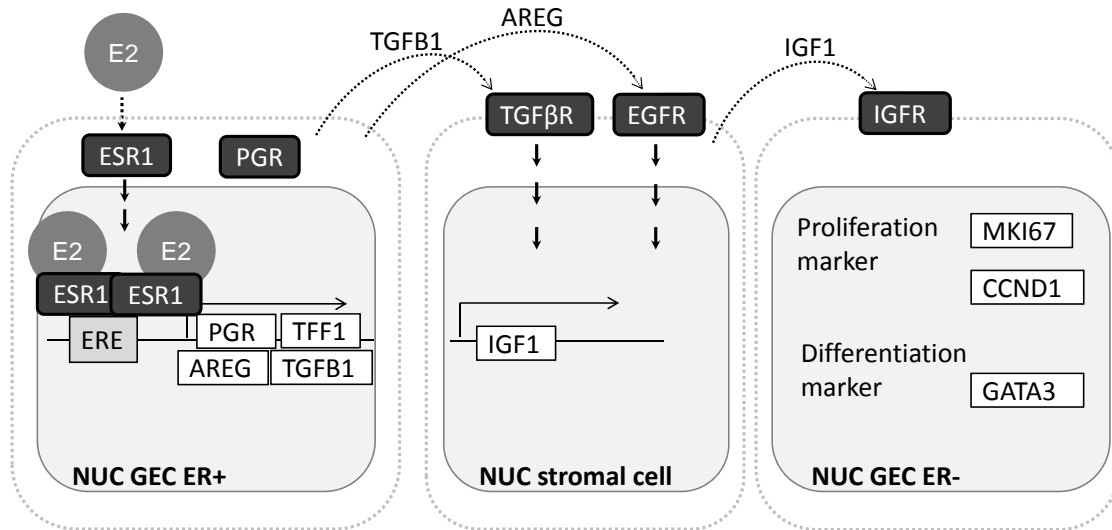 E2
TGFB1
AREG
IGF1
ESR1
PGR
TGFβR
EGFR
IGFR
E2
E2
ESR1
ESR1
ERE
PGR
TFF1
AREG
TGFB1
NUC GEC ER+
IGF1
NUC stromal cell
Proliferation
marker
MKI67
CCND1
Differentiation
marker
GATA3
NUC GEC ER-